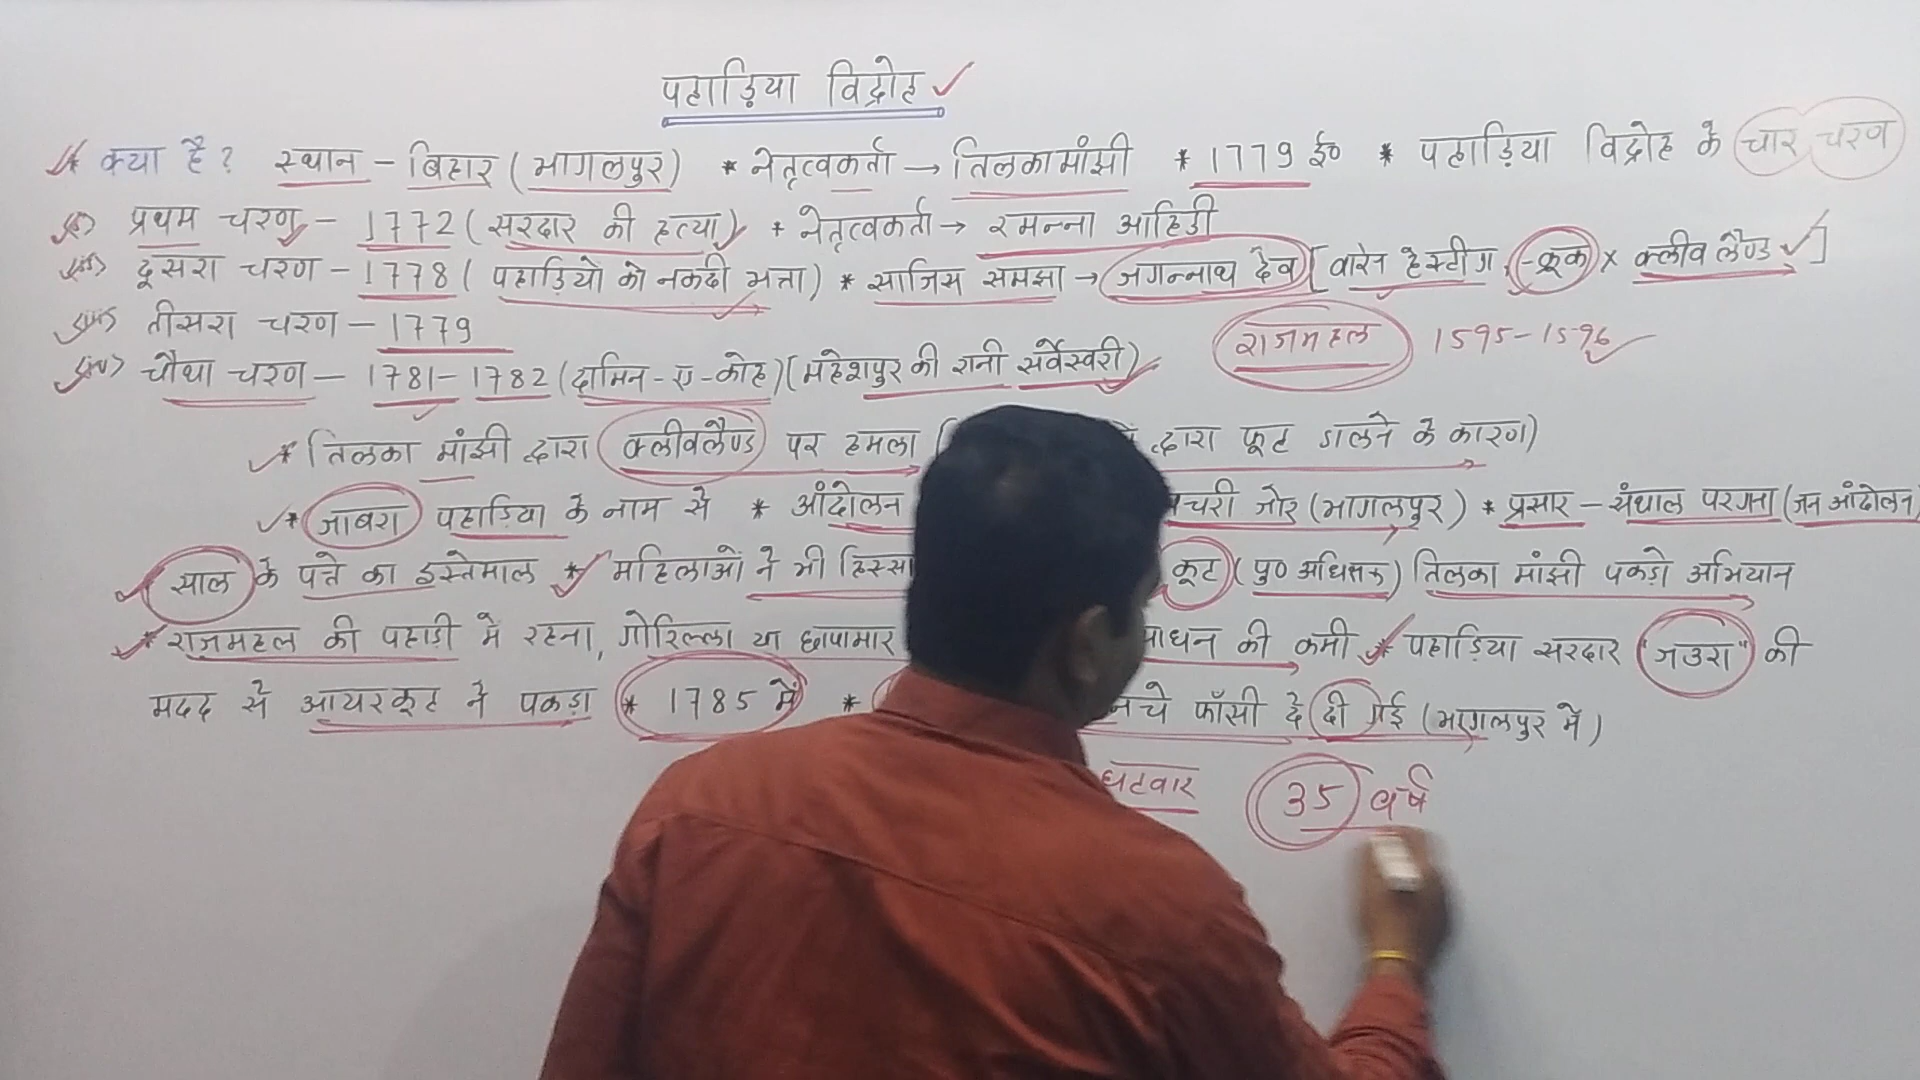 पहाड़िया विद्रोह
* क्या है? स्थान - बिहार (भागलपुर) * नेतृत्वकर्ता → तिलका मांझी * 1779 ई० * पहाड़िया विद्रोह के चार चरण
(i) प्रथम चरण - 1772 (सरदार की हत्या) * नेतृत्वकर्ता → रमन्ना आहिडी
(ii) दूसरा चरण - 1778 (पहाड़ियो को नकदी भत्ता) * साजिस समझा → जगन्नाथ देव [वारेन हेस्टींग, - क्रूक × क्लीव लैण्ड]
(iii) तीसरा चरण - 1779
राजमहल 1595-1596
(iv) चौथा चरण - 1781-1782 (दामिन-ए-कोह) (महेशपुर की रानी सर्वेस्वरी)
* तिलका मांझी द्वारा क्लीवलैण्ड पर हमला द्वारा फूट डालने के कारण)
* जाबरा पहाड़िया के नाम से * आंदोलन चरी जोर (भागलपुर) * प्रसार - संथाल परगना (जन आंदोलन)
* साल के पत्ते का इस्तेमाल * महिलाओं ने भी हिस्सा कूट (पु० अधिक्षक) तिलका मांझी पकड़ो अभियान
* राजमहल की पहाड़ी मे रहना, गोरिल्ला या छापामार ाधन की कमी * पहाड़िया सरदार "जउरा" की
मदद से आयरकूट ने पकड़ा * 1785 में * नचे फाँसी दे दी गई (भागलपुर मे)
घटवार 35 वर्ष